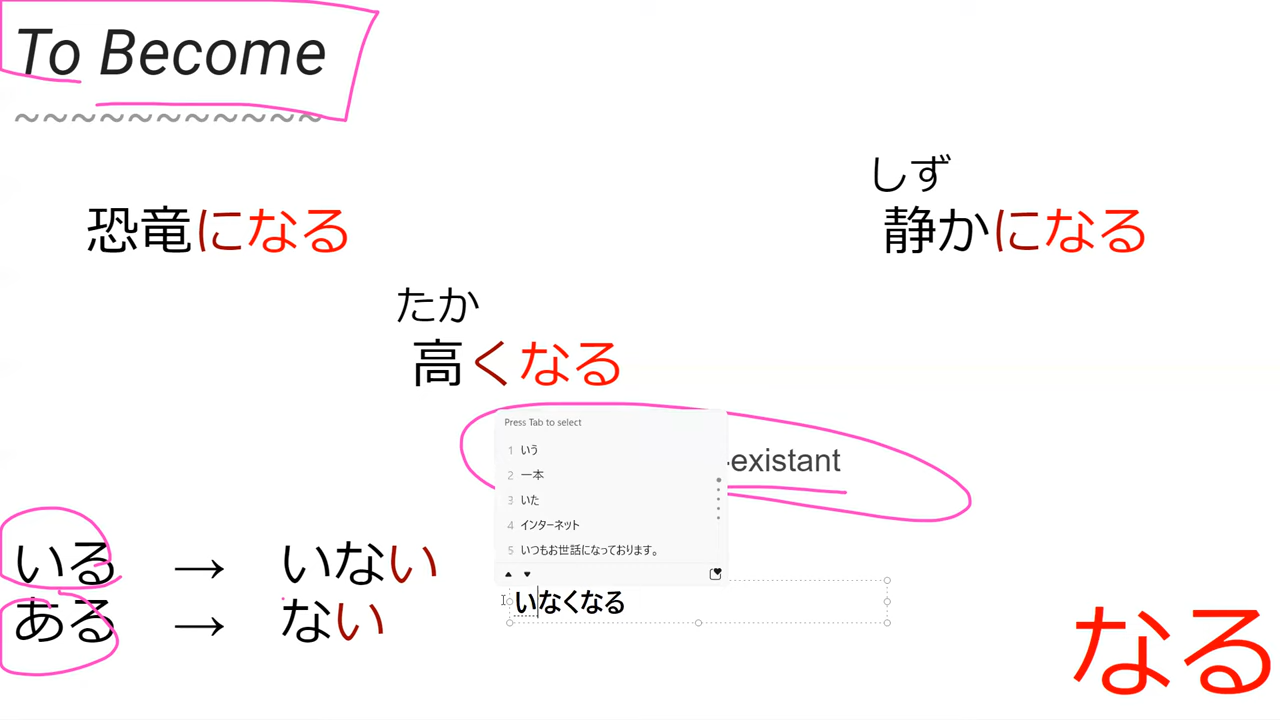 To Become
~~~~~~~~~~~
しず
恐竜になる
静かになる
たか
高くなる
Press Tab to select
1 いう
2 一本
3 いた
4 インターネット
5 いつもお世話になっております。
-existant
いる → いない
ある → ない
いなくなる
なる